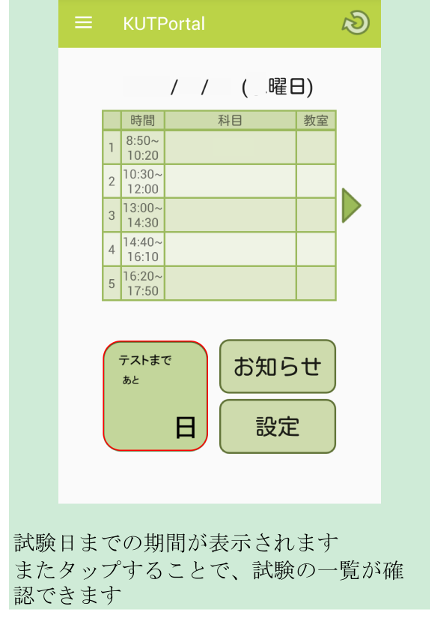 KUTPortal
/ / ( 曜日)
時間 科目 教室
1 8:50~
10:20
2 10:30~
12:00
3 13:00~
14:30
4 14:40~
16:10
5 16:20~
17:50
テストまで
あと
日
お知らせ
設定
試験日までの期間が表示されます
またタップすることで、試験の一覧が確
認できます